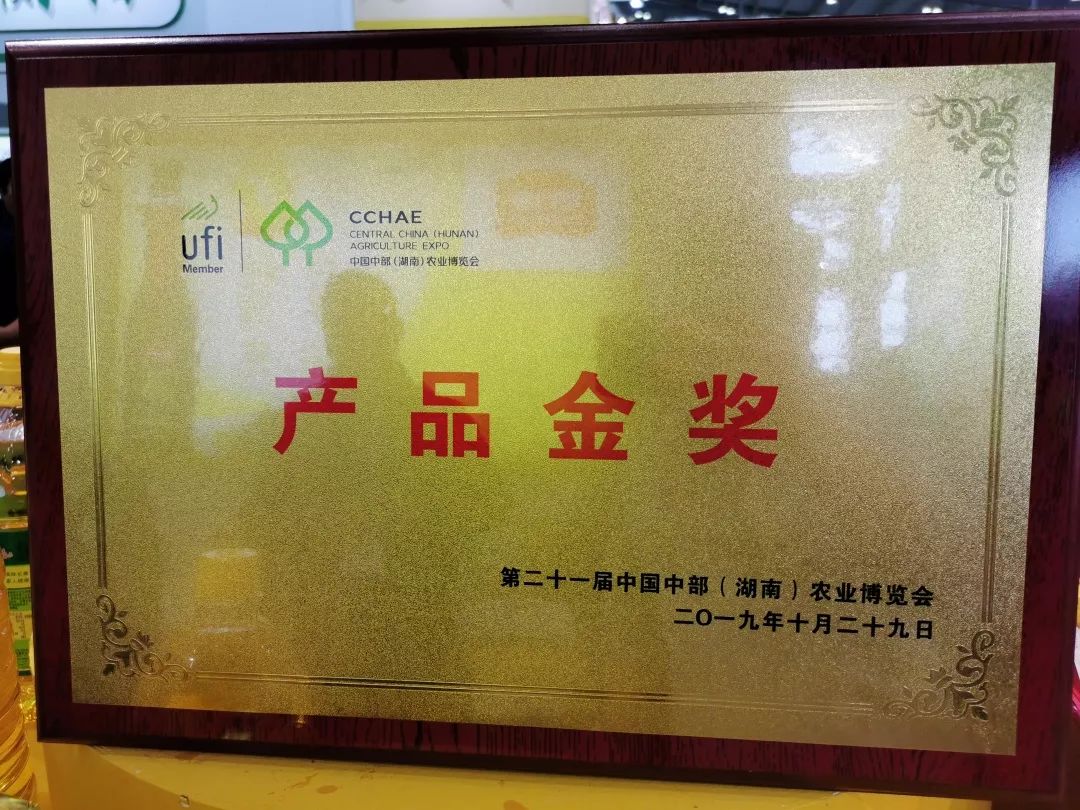 ufi
Member
CCHAE
CENTRAL CHINA (HUNAN)
AGRICULTURE EXPO
中国中部(湖南)农业博览会
产品金奖
第二十一届中国中部(湖南)农业博览会
二〇一九年十月二十九日